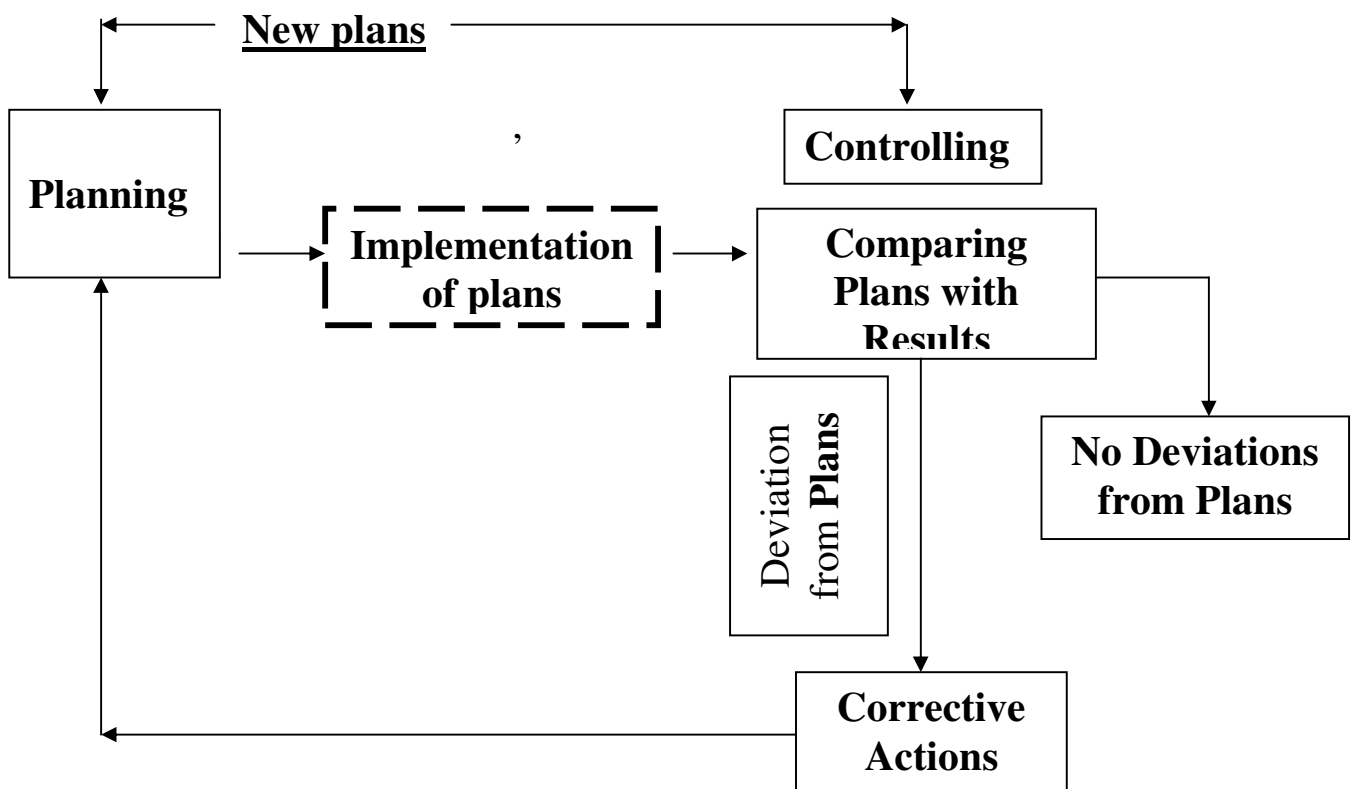 New plans
,
Controlling
Planning
Implementation
of plans
Comparing
Plans with
Results
Deviation
from Plans
No Deviations
from Plans
Corrective
Actions